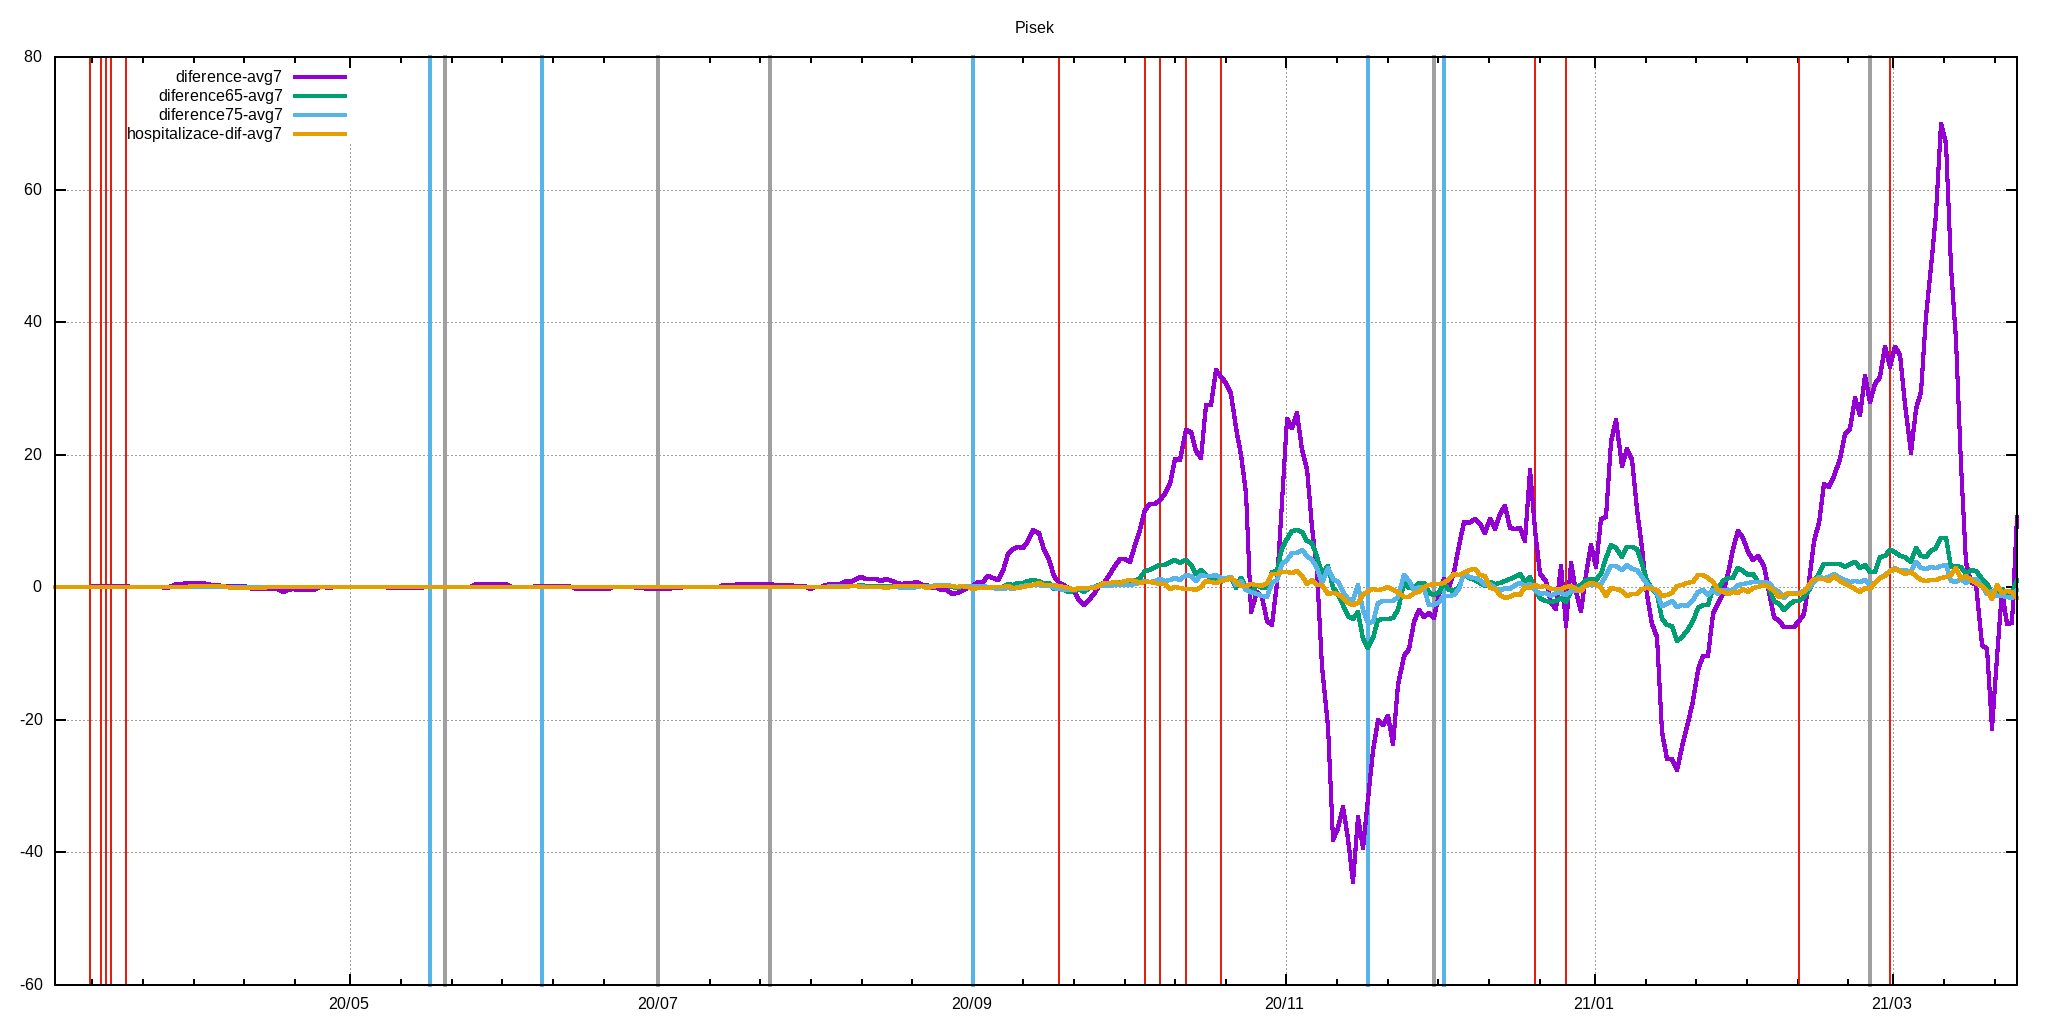 Pisek
diference-avg7
diference65-avg7
diference75-avg7
hospitalizace-dif-avg7
80
60
40
20
0
-20
-40
-60
20/05 20/07 20/09 20/11 21/01 21/03